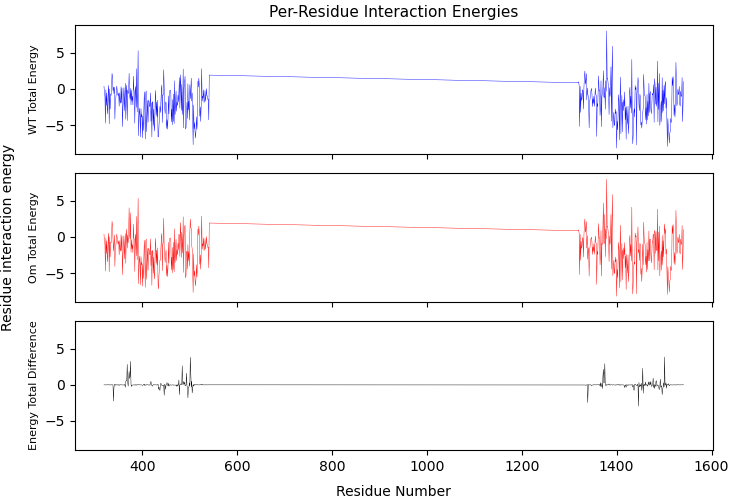 Per-Residue Interaction Energies
Residue interaction energy
WT Total Energy
5
0
−5
Om Total Energy
5
0
−5
Energy Total Difference
5
0
−5
400 600 800 1000 1200 1400 1600
Residue Number